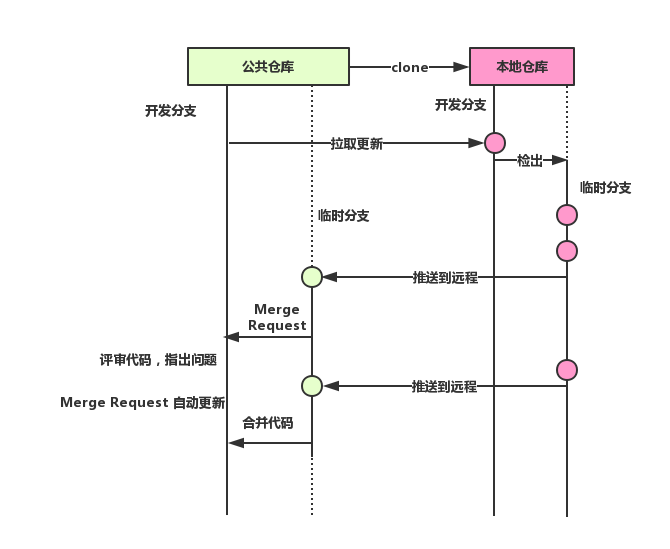 公共仓库
clone
本地仓库
开发分支
开发分支
拉取更新
检出
临时分支
临时分支
推送到远程
Merge
Request
评审代码，指出问题
推送到远程
Merge Request 自动更新
合并代码